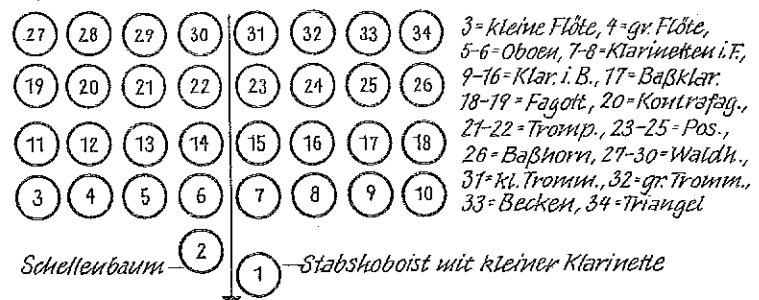 27 28 29 30 31 32 33 34
19 20 21 22 23 24 25 26
11 12 13 14 15 16 17 18
3 4 5 6 7 8 9 10
2
1
3=kleine Flöte, 4=gr. Flöte,
5-6=Oboen, 7-8=Klarinetten i.F,
9-16=Klar. i. B., 17=Baßklar.
18-19=Fagott, 20=Kontrafag.,
21-22=Tromp., 23-25=Pos.,
26=Baßhorn, 27-30=Waldh.,
31=kl. Tromm., 32=gr. Tromm.,
33=Becken, 34=Triangel
Schellenbaum
Stabshoboist mit kleiner Klarinette